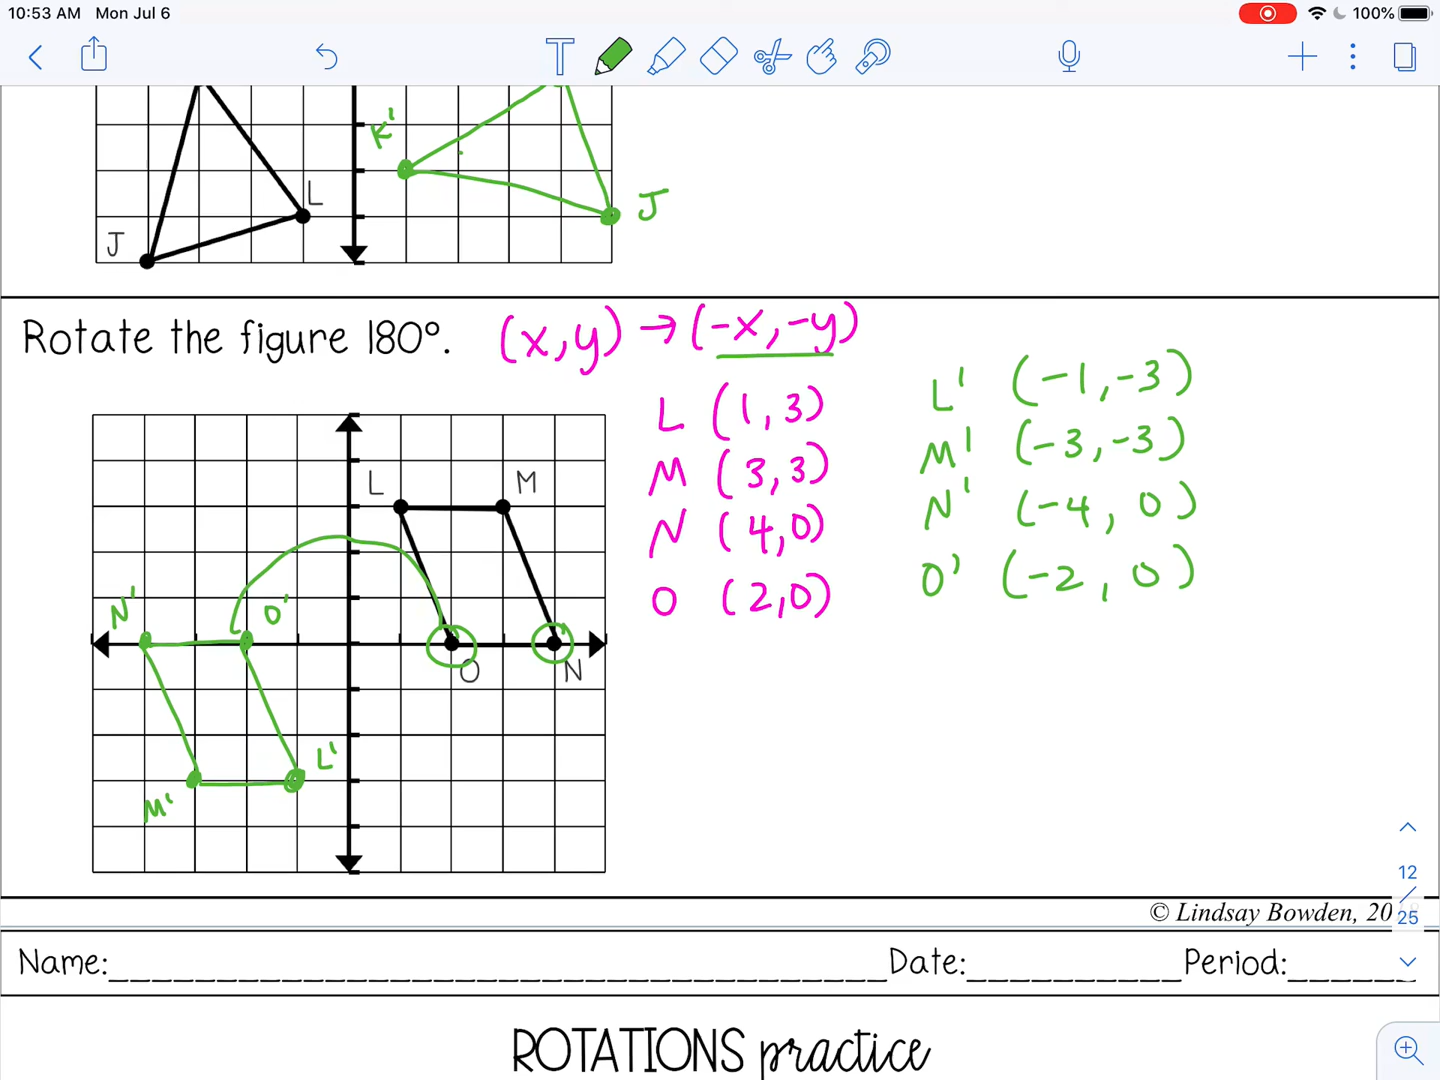 10:53 AM Mon Jul 6
100%
T
K'
L
J
J
Rotate the figure 180°. (x,y) → (-x,-y)
L (1,3)
M (3,3)
N (4,0)
O (2,0)
L' (-1,-3)
M' (-3,-3)
N' (-4, 0)
O' (-2, 0)
L
M
N'
O'
O
N
L'
M'
12
/
25
© Lindsay Bowden,
Name:
Date:
Period:
ROTATIONS practice